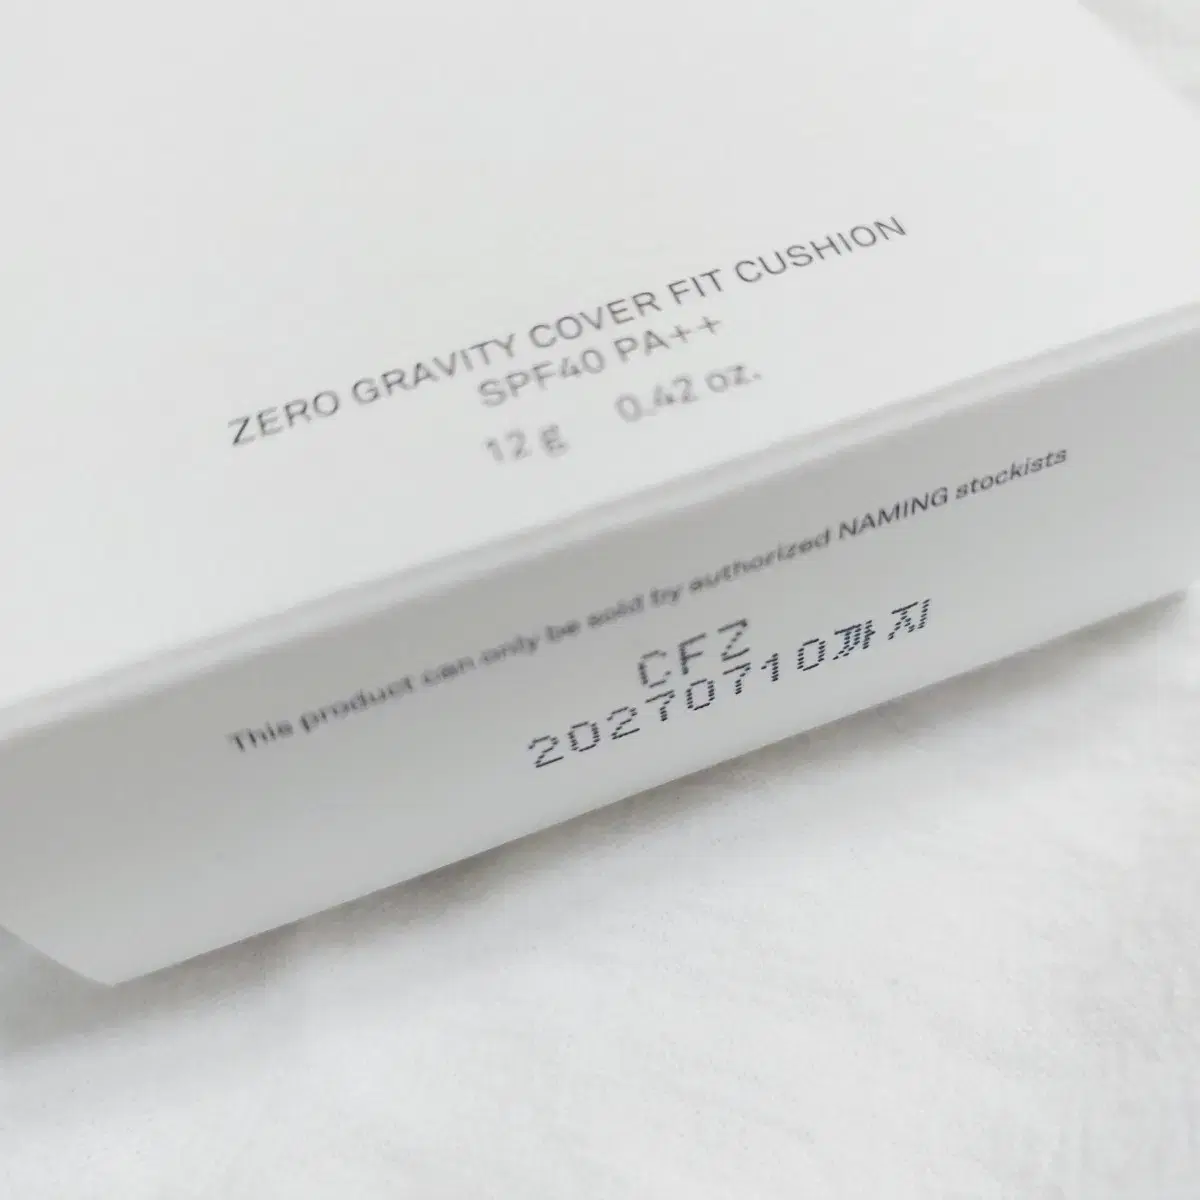 ZERO GRAVITY COVER FIT CUSHION
SPF40 PA++
12 g 0.42 oz.
This product can only be sold by authorized NAMING stockists
CFZ
20270710까지